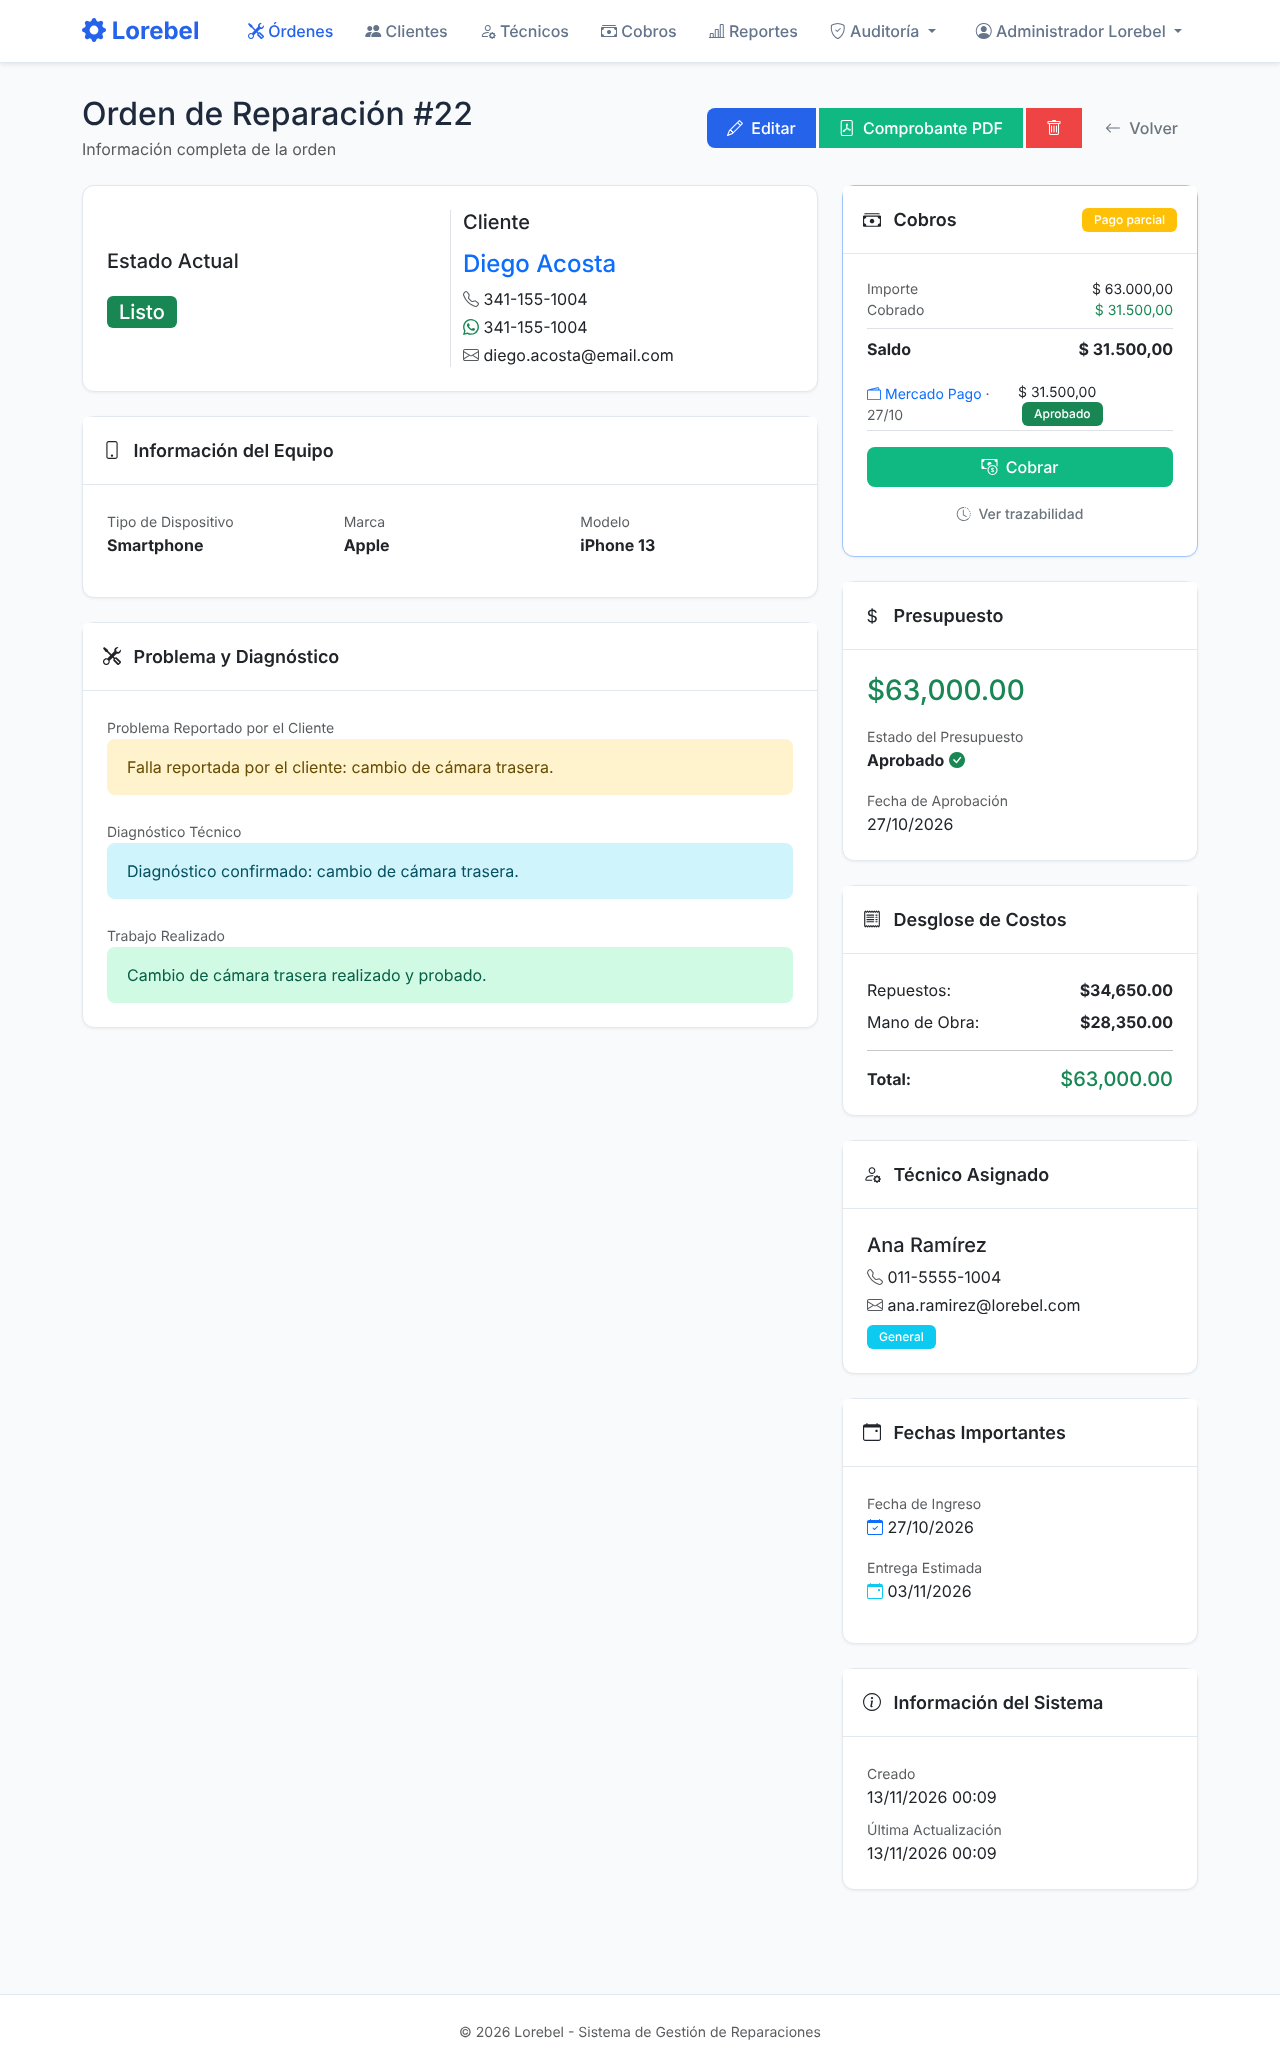 Lorebel
Órdenes
Clientes
Técnicos
Cobros
Reportes
Auditoría
Administrador Lorebel
Orden de Reparación #22
Información completa de la orden
Editar
Comprobante PDF
Volver
Estado Actual
Listo
Cliente
Diego Acosta
341-155-1004
341-155-1004
diego.acosta@email.com
Información del Equipo
Tipo de Dispositivo
Smartphone
Marca
Apple
Modelo
iPhone 13
Problema y Diagnóstico
Problema Reportado por el Cliente
Falla reportada por el cliente: cambio de cámara trasera.
Diagnóstico Técnico
Diagnóstico confirmado: cambio de cámara trasera.
Trabajo Realizado
Cambio de cámara trasera realizado y probado.
Cobros
Pago parcial
Importe $ 63.000,00
Cobrado $ 31.500,00
Saldo $ 31.500,00
Mercado Pago ·
27/10
$ 31.500,00
Aprobado
Cobrar
Ver trazabilidad
$ Presupuesto
$63,000.00
Estado del Presupuesto
Aprobado
Fecha de Aprobación
27/10/2026
Desglose de Costos
Repuestos: $34,650.00
Mano de Obra: $28,350.00
Total: $63,000.00
Técnico Asignado
Ana Ramírez
011-5555-1004
ana.ramirez@lorebel.com
General
Fechas Importantes
Fecha de Ingreso
27/10/2026
Entrega Estimada
03/11/2026
Información del Sistema
Creado
13/11/2026 00:09
Última Actualización
13/11/2026 00:09
© 2026 Lorebel - Sistema de Gestión de Reparaciones